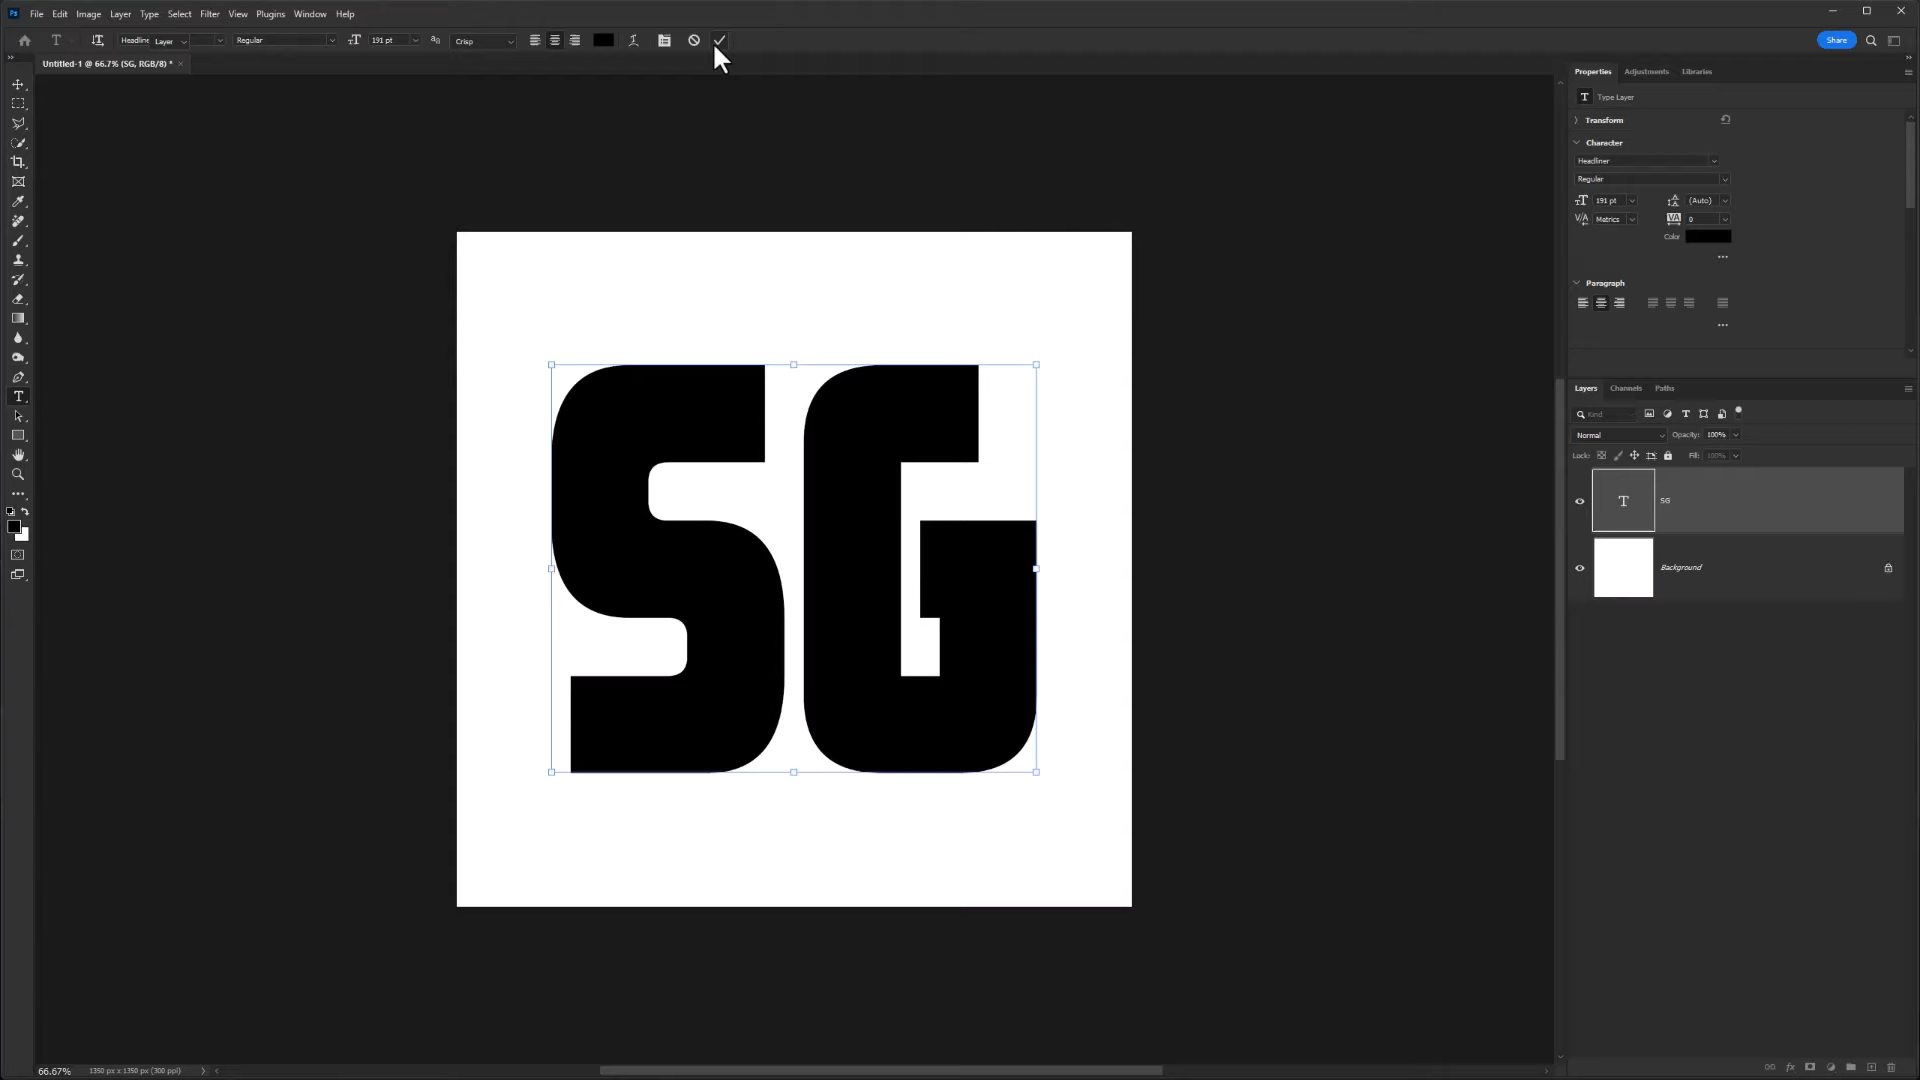 Ps File Edit Image Layer Type Select Filter View Plugins Window Help
T Headline Layer Regular 191 pt Crisp Share
Untitled-1 @ 66.7% (SG, RGB/8) * ×
Properties Adjustments Libraries
T Type Layer
Transform
Character
Headliner
Regular
191 pt (Auto)
Metrics 0
Color
Paragraph
SG
Layers Channels Paths
Kind
Normal Opacity: 100%
Lock: Fill: 100%
T SG
Background
66.67% 1350 px x 1350 px (300 ppi)